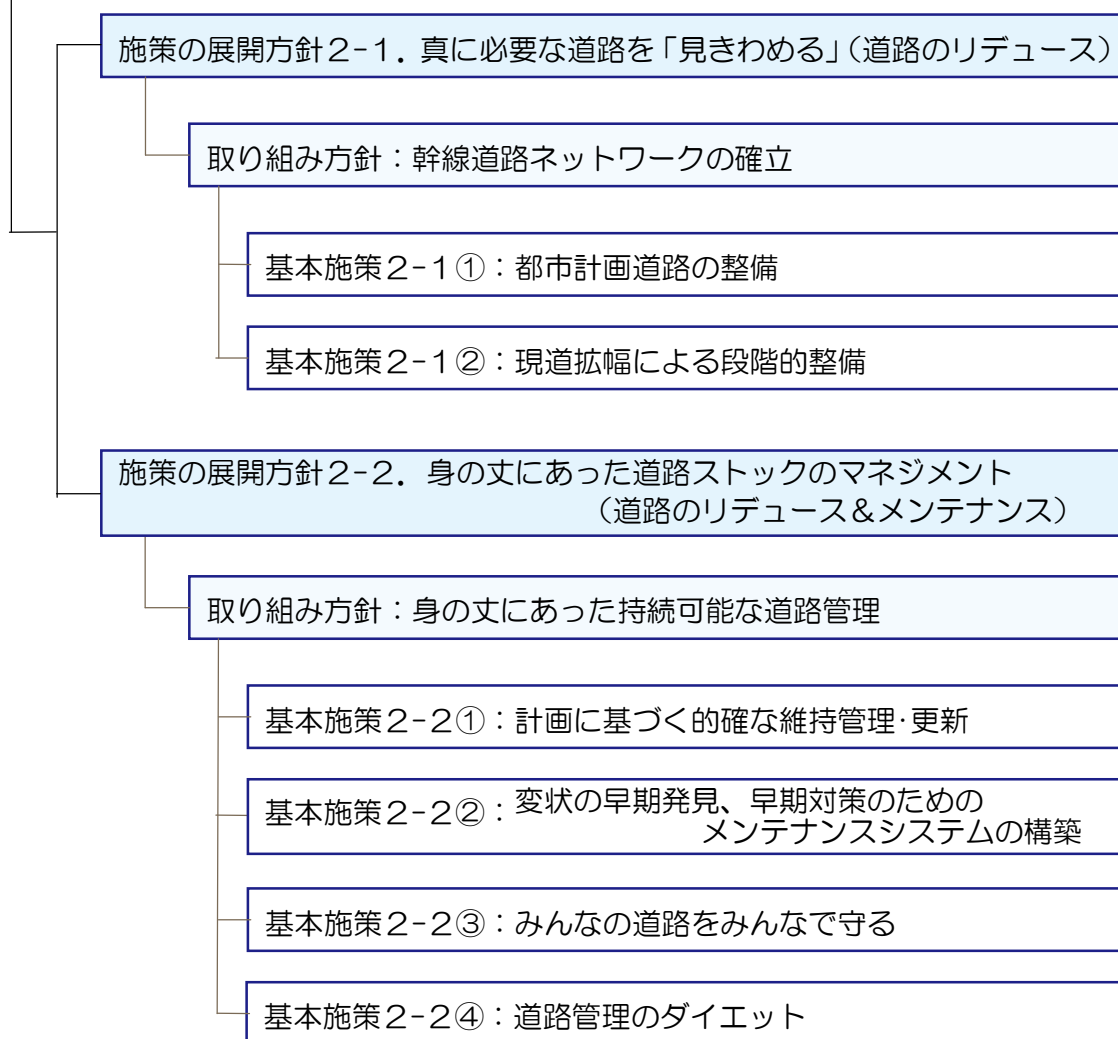 施策の展開方針２-１．真に必要な道路を「見きわめる」（道路のリデュース）
取り組み方針：幹線道路ネットワークの確立
基本施策２-１①：都市計画道路の整備
基本施策２-１②：現道拡幅による段階的整備
施策の展開方針２-２．身の丈にあった道路ストックのマネジメント
（道路のリデュース＆メンテナンス）
取り組み方針：身の丈にあった持続可能な道路管理
基本施策２-２①：計画に基づく的確な維持管理･更新
基本施策２-２②：変状の早期発見、早期対策のための
メンテナンスシステムの構築
基本施策２-２③：みんなの道路をみんなで守る
基本施策２-２④：道路管理のダイエット